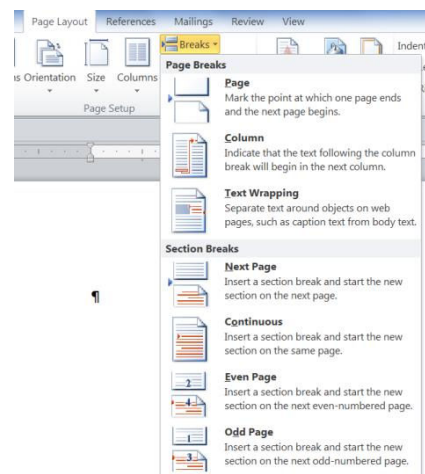 Page Layout References Mailings Review View
Breaks
Inden
s Orientation Size Columns
Page Setup
Page Breaks
Page
Mark the point at which one page ends
and the next page begins.
Column
Indicate that the text following the column
break will begin in the next column.
Text Wrapping
Separate text around objects on web
pages, such as caption text from body text.
Section Breaks
Next Page
Insert a section break and start the new
section on the next page.
¶
Continuous
Insert a section break and start the new
section on the same page.
2
4
Even Page
Insert a section break and start the new
section on the next even-numbered page.
1
3
Odd Page
Insert a section break and start the new
section on the next odd-numbered page.